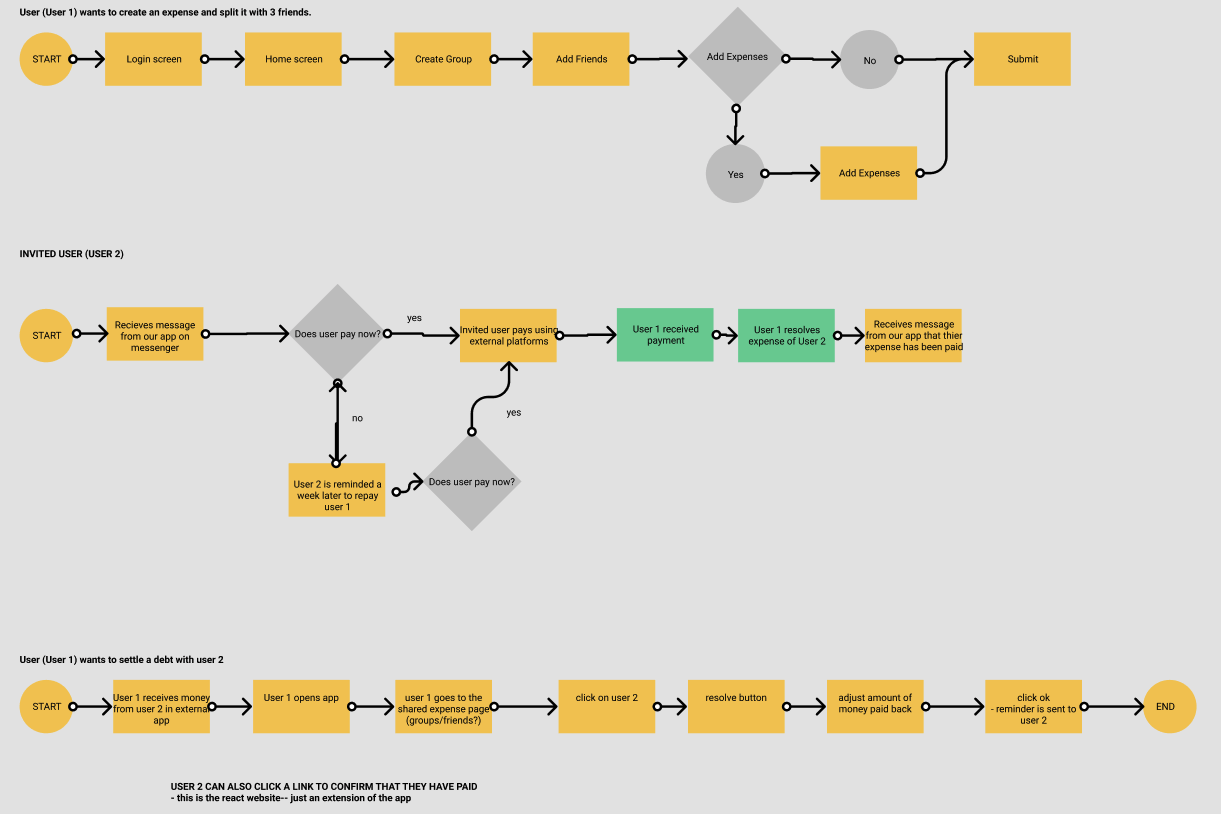 User (User 1) wants to create an expense and split it with 3 friends.
START
Login screen
Home screen
Create Group
Add Friends
Add Expenses
No
Submit
Yes
Add Expenses
INVITED USER (USER 2)
START
Recieves message
from our app on
messenger
Does user pay now?
yes
Invited user pays using
external platforms
User 1 received
payment
User 1 resolves
expense of User 2
Receives message
from our app that thier
expense has been paid
no
yes
User 2 is reminded a
week later to repay
user 1
Does user pay now?
User (User 1) wants to settle a debt with user 2
START
User 1 receives money
from user 2 in external
app
User 1 opens app
user 1 goes to the
shared expense page
(groups/friends?)
click on user 2
resolve button
adjust amount of
money paid back
click ok
- reminder is sent to
user 2
END
USER 2 CAN ALSO CLICK A LINK TO CONFIRM THAT THEY HAVE PAID
- this is the react website-- just an extension of the app